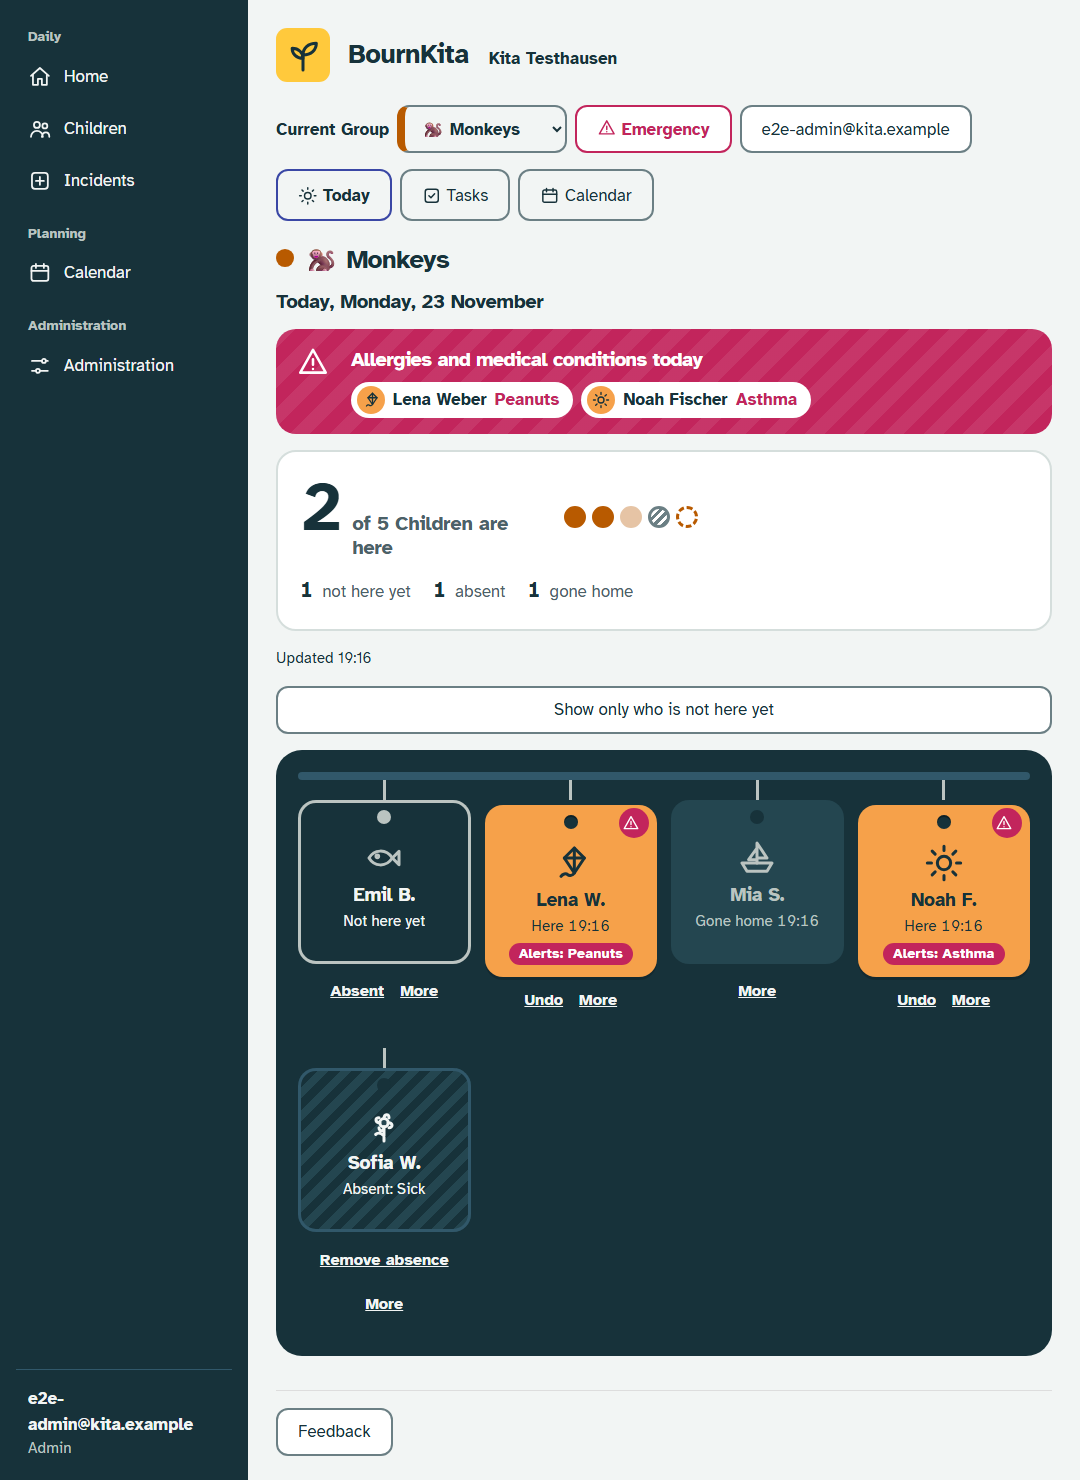 Daily
Home
Children
Incidents
Planning
Calendar
Administration
Administration
e2e-
admin@kita.example
Admin
BournKita Kita Testhausen
Current Group Monkeys Emergency e2e-admin@kita.example
Today Tasks Calendar
Monkeys
Today, Monday, 23 November
Allergies and medical conditions today
Lena Weber Peanuts Noah Fischer Asthma
2 of 5 Children are
here
1 not here yet 1 absent 1 gone home
Updated 19:16
Show only who is not here yet
Emil B.
Not here yet
Absent More
Lena W.
Here 19:16
Alerts: Peanuts
Undo More
Mia S.
Gone home 19:16
More
Noah F.
Here 19:16
Alerts: Asthma
Undo More
Sofia W.
Absent: Sick
Remove absence
More
Feedback